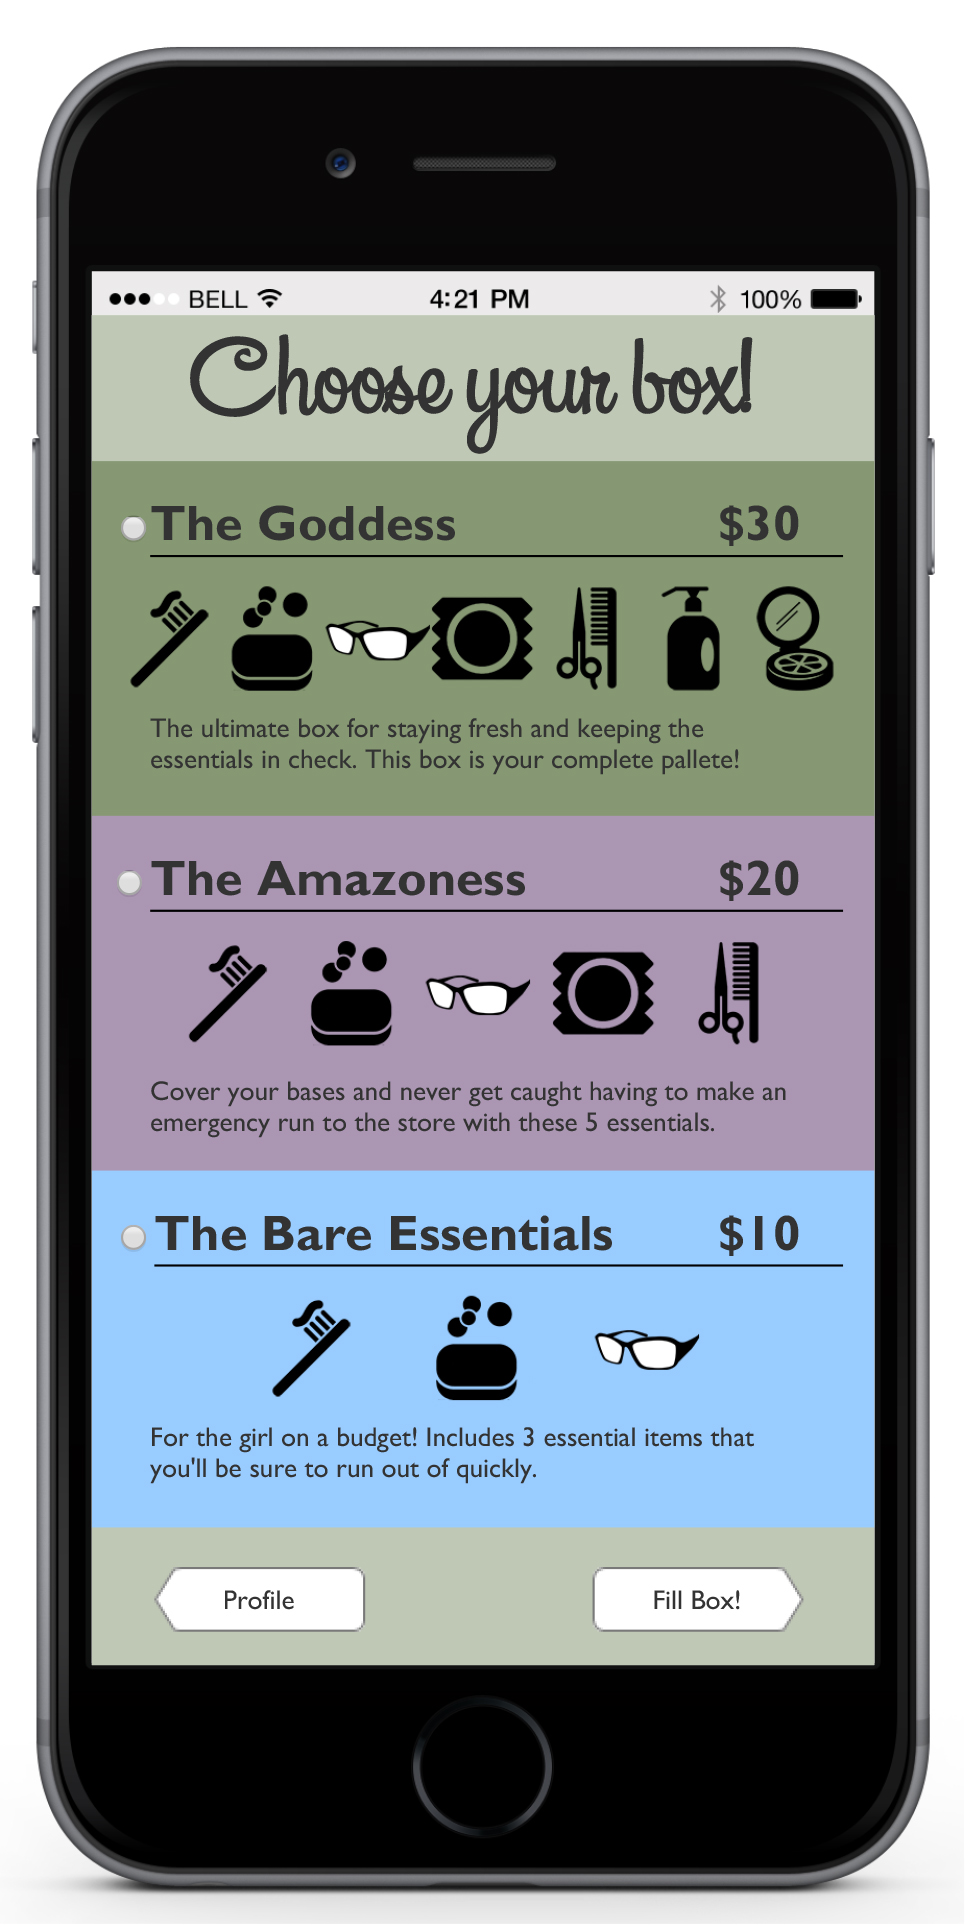 BELL 4:21 PM 100%
Choose your box!
The Goddess $30
The ultimate box for staying fresh and keeping the
essentials in check. This box is your complete pallete!
The Amazoness $20
Cover your bases and never get caught having to make an
emergency run to the store with these 5 essentials.
The Bare Essentials $10
For the girl on a budget! Includes 3 essential items that
you'll be sure to run out of quickly.
Profile Fill Box!